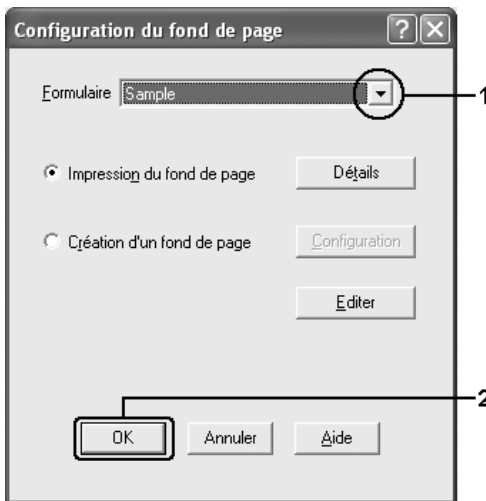 Configuration du fond de page
Formulaire Sample
1
Impression du fond de page Détails
Création d'un fond de page Configuration
Editer
2
OK Annuler Aide